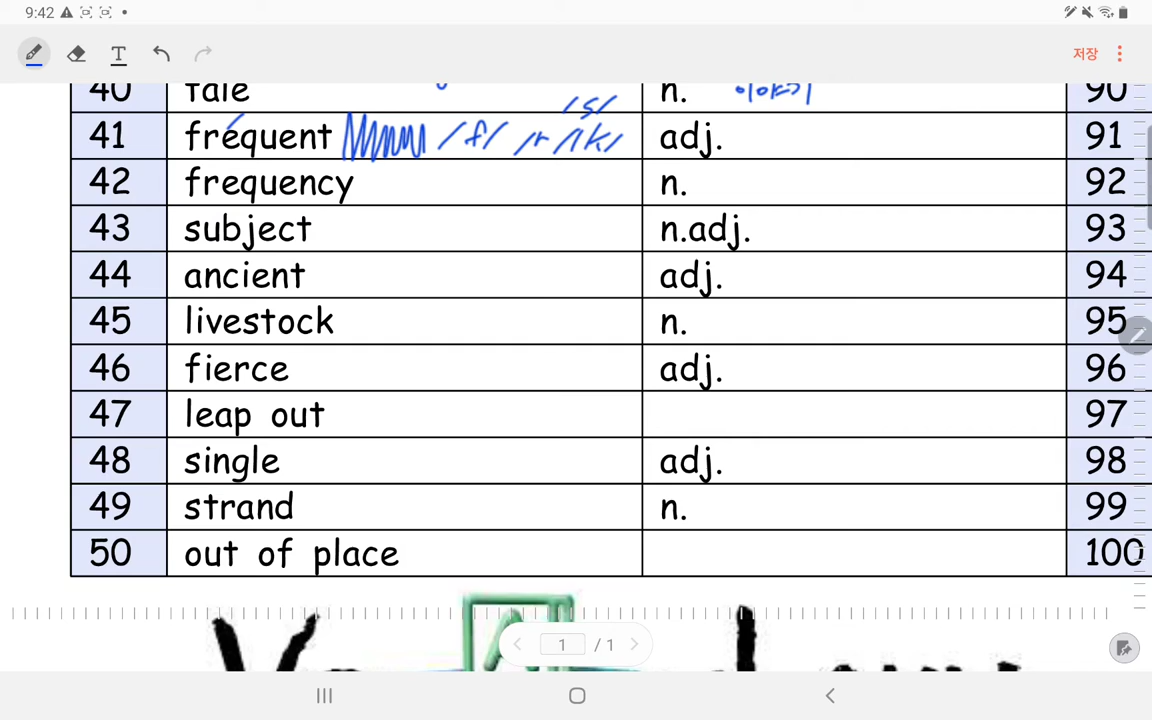 9:42
저장
40 tale n. 이야기 90
/s/
41 frequent /f/ /r /k/ adj. 91
42 frequency n. 92
43 subject n.adj. 93
44 ancient adj. 94
45 livestock n. 95
46 fierce adj. 96
47 leap out 97
48 single adj. 98
49 strand n. 99
50 out of place 100
1 / 1